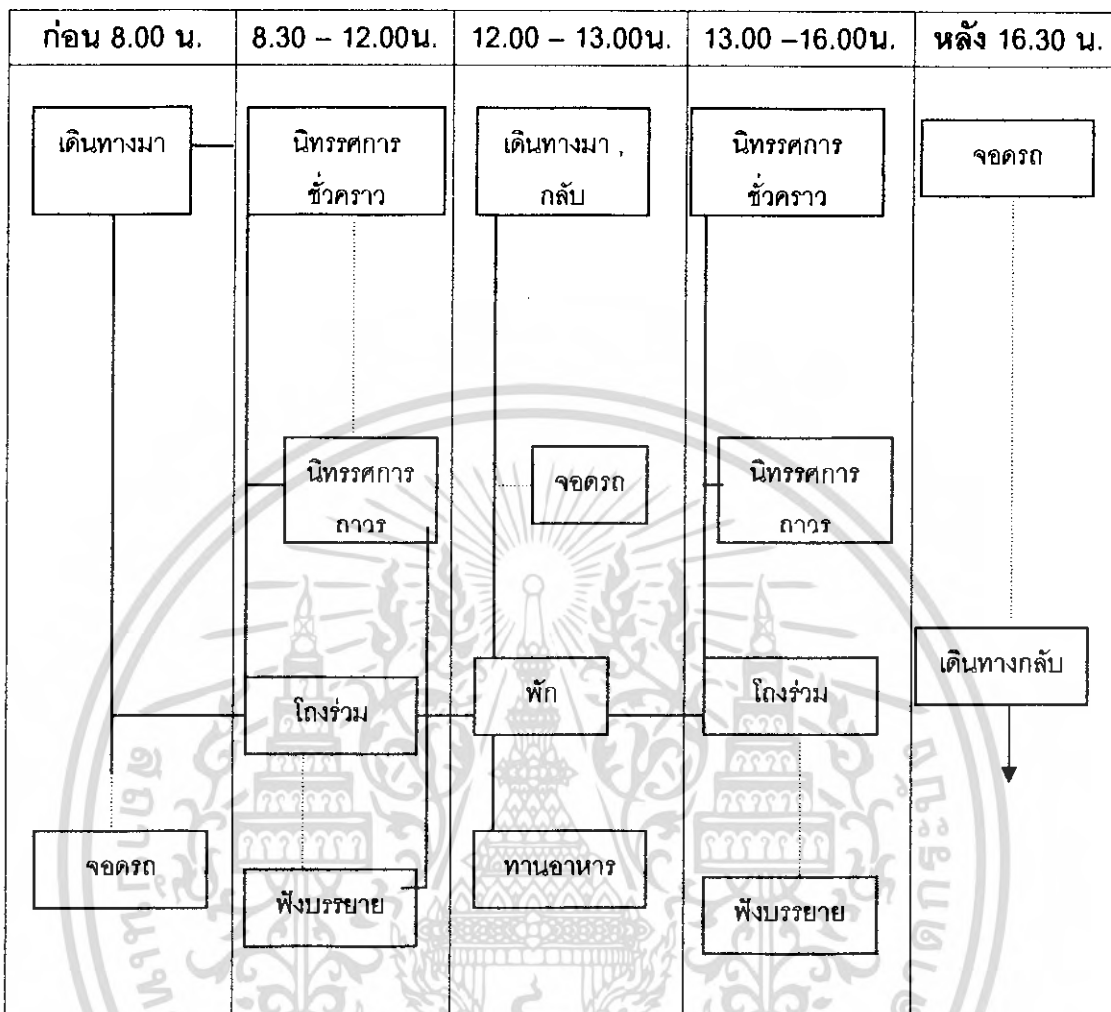 ก่อน 8.00 น.
8.30 – 12.00น.
12.00 – 13.00น.
13.00 –16.00น.
หลัง 16.30 น.
เดินทางมา
จอดรถ
นิทรรศการ
ชั่วคราว
นิทรรศการ
ถาวร
โถงร่วม
ฟังบรรยาย
เดินทางมา ,
กลับ
จอดรถ
พัก
ทานอาหาร
นิทรรศการ
ชั่วคราว
นิทรรศการ
ถาวร
โถงร่วม
ฟังบรรยาย
จอดรถ
เดินทางกลับ